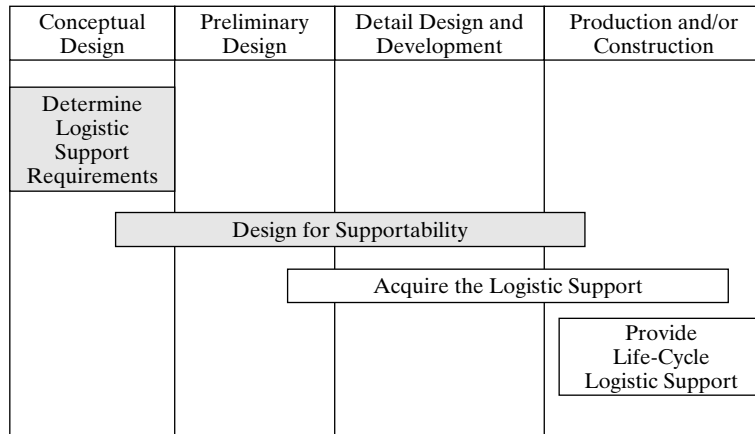 Conceptual
Design
Preliminary
Design
Detail Design and
Development
Production and/or
Construction
Determine
Logistic
Support
Requirements
Design for Supportability
Acquire the Logistic Support
Provide
Life-Cycle
Logistic Support